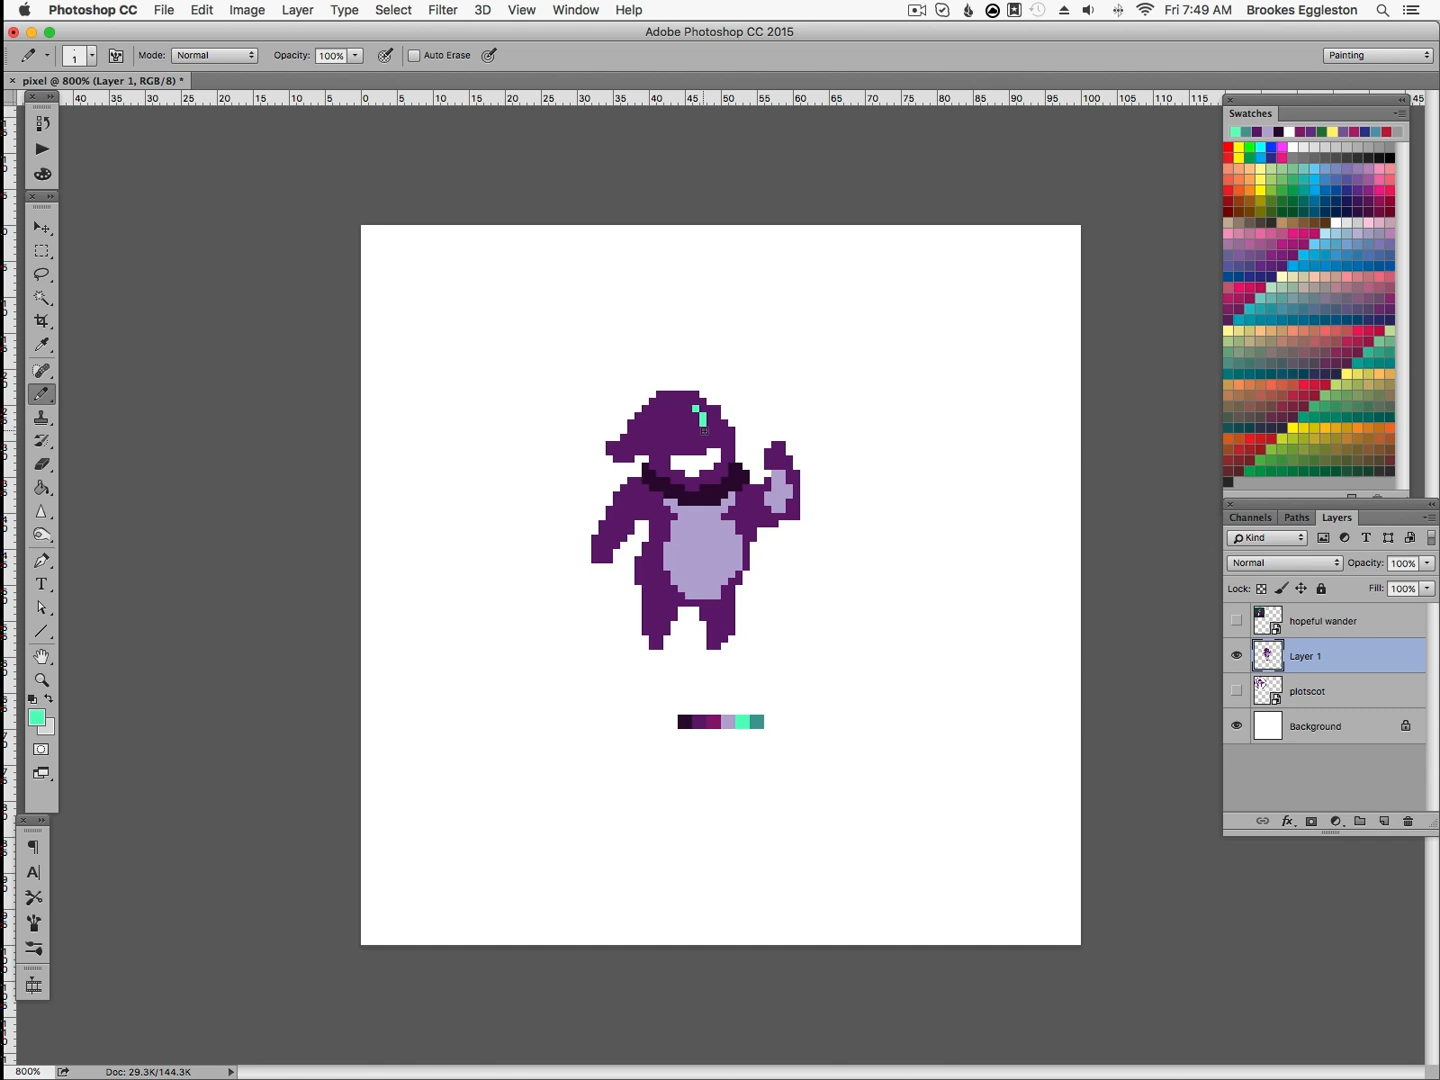 Photoshop CC File Edit Image Layer Type Select Filter 3D View Window Help Fri 7:49 AM Brookes Eggleston
Adobe Photoshop CC 2015
1 Mode: Normal Opacity: 100% Auto Erase Painting
× pixel @ 800% (Layer 1, RGB/8) *
40 35 30 25 20 15 10 5 0 5 10 15 20 25 30 35 40 45 50 55 60 65 70 75 80 85 90 95 100 105 110 115 45
Swatches
Channels Paths Layers
Kind
Normal Opacity: 100%
Lock: Fill: 100%
hopeful wander
Layer 1
plotscot
Background
fx
800% Doc: 29.3K/144.3K